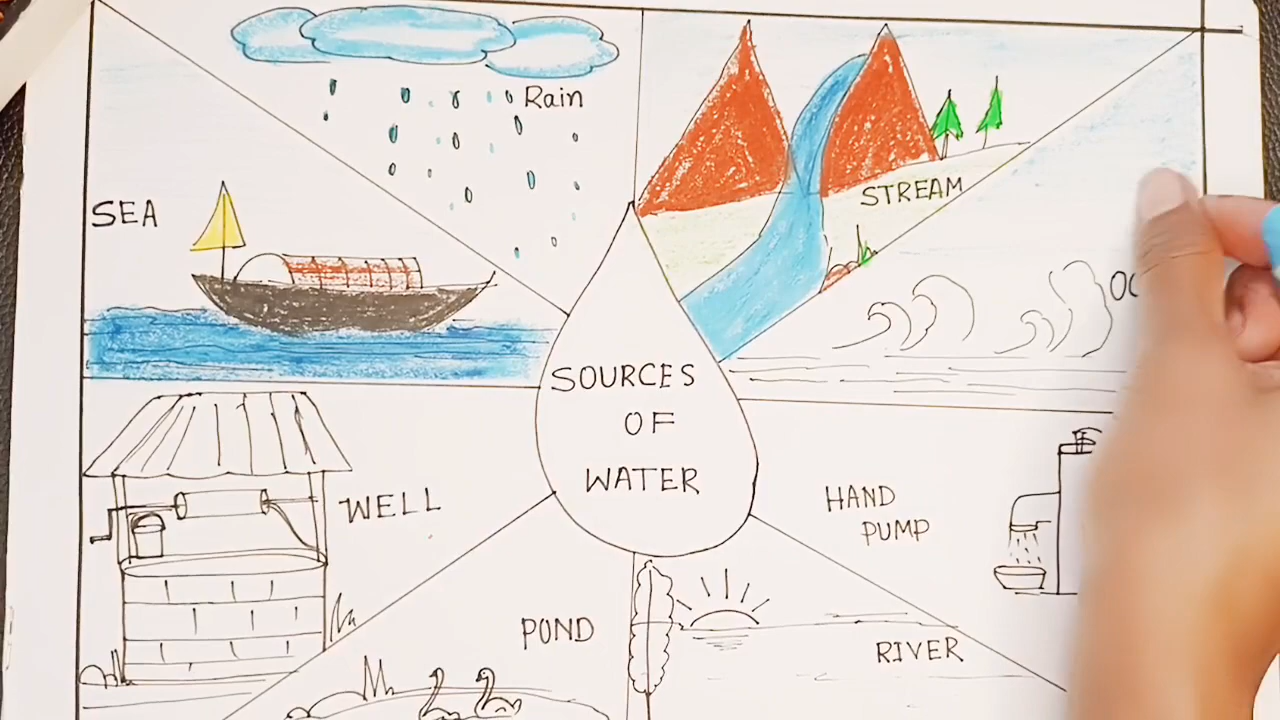 Rain
STREAM
SEA
SOURCES
OF
WATER
WELL
HAND
PUMP
POND
RIVER